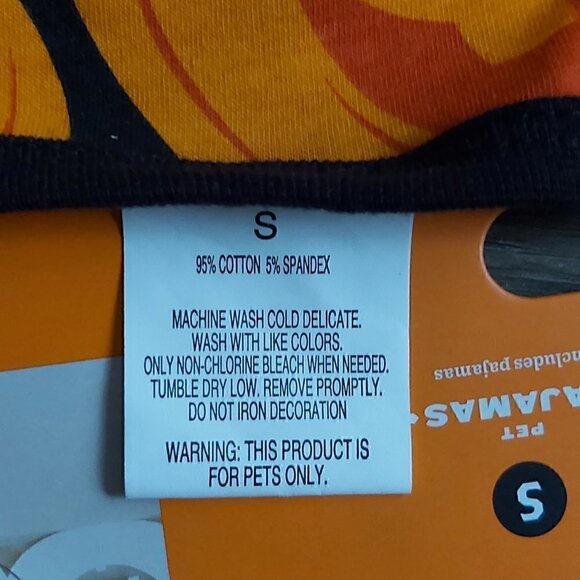 S
95% COTTON 5% SPANDEX
MACHINE WASH COLD DELICATE.
WASH WITH LIKE COLORS.
ONLY NON-CHLORINE BLEACH WHEN NEEDED.
TUMBLE DRY LOW. REMOVE PROMPTLY.
DO NOT IRON DECORATION
WARNING: THIS PRODUCT IS
FOR PETS ONLY.
S
PET
AJAMAS*
includes pajamas